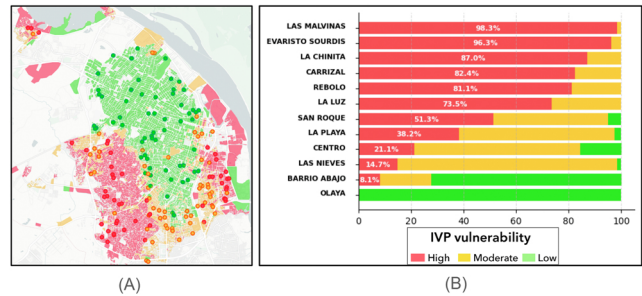 LAS MALVINAS 98.3%
EVARISTO SOURDIS 96.3%
LA CHINITA 87.0%
CARRIZAL 82.4%
REBOLO 81.1%
LA LUZ 73.5%
SAN ROQUE 51.3%
LA PLAYA 38.2%
CENTRO 21.1%
LAS NIEVES 14.7%
BARRIO ABAJO 8.1%
OLAYA
0 20 40 60 80 100
IVP vulnerability
High Moderate Low
(A) (B)